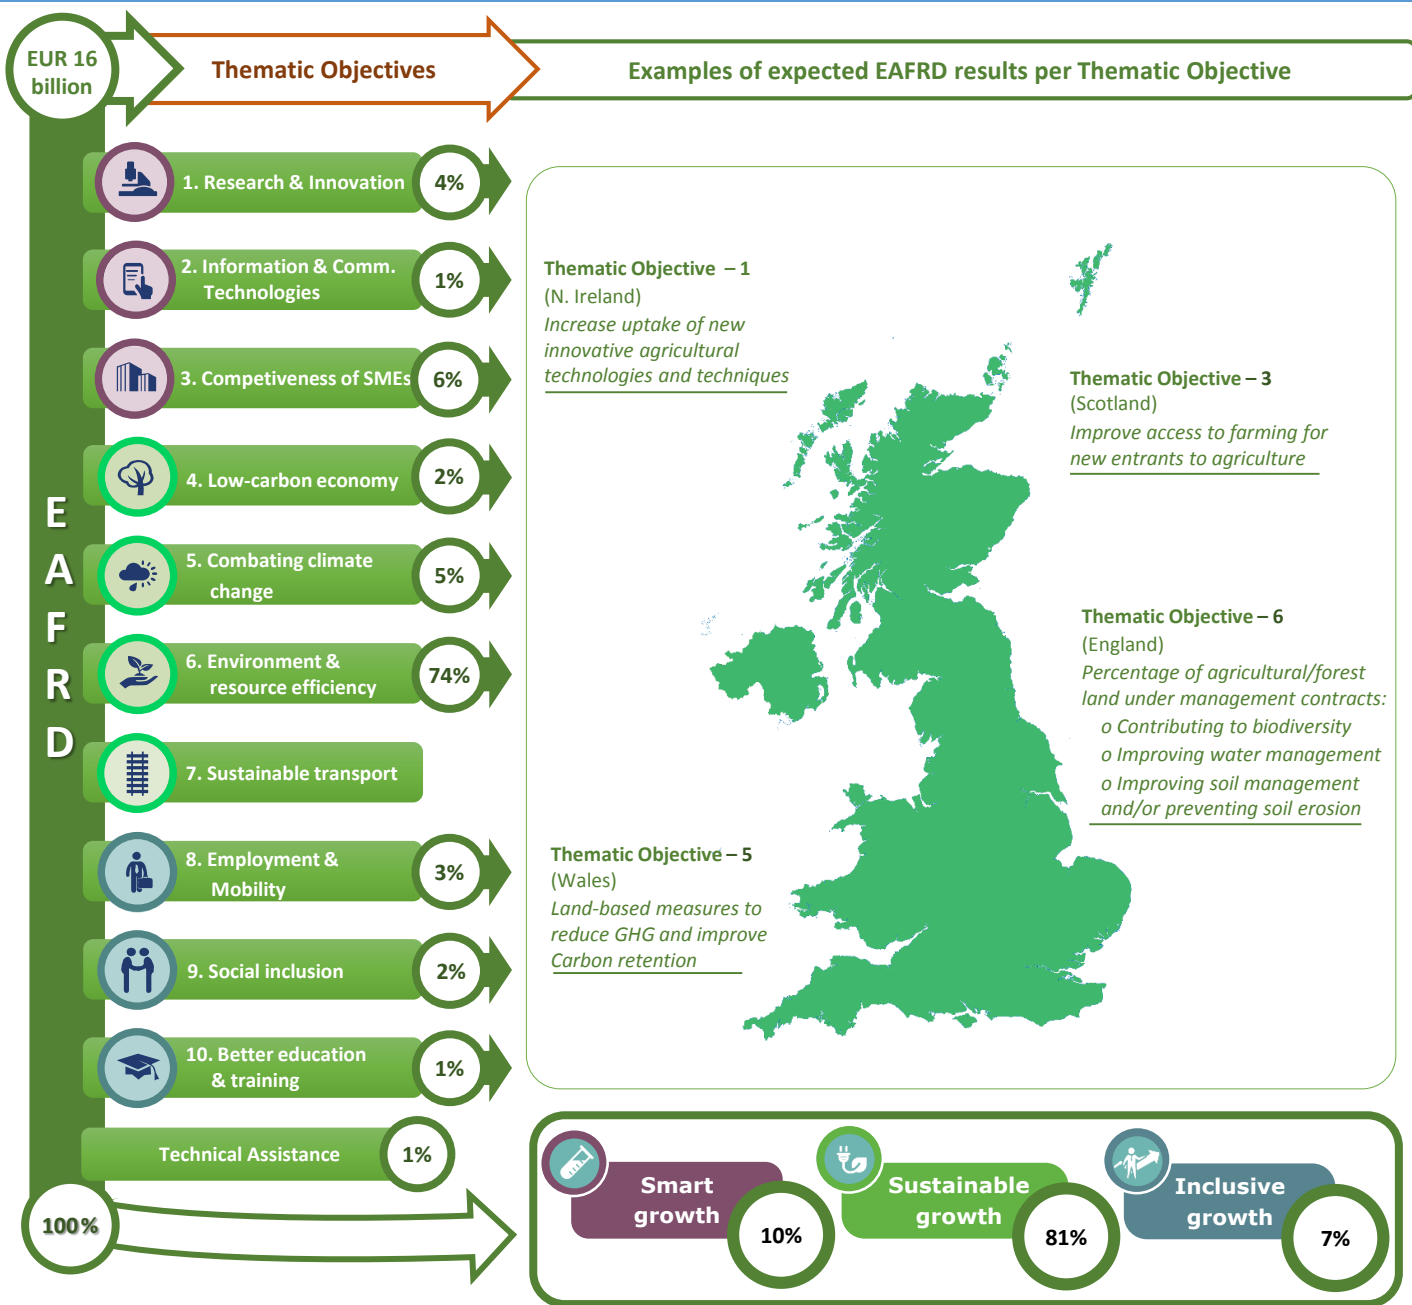 EUR 16
billion
Thematic Objectives
Examples of expected EAFRD results per Thematic Objective
E
A
F
R
D
1. Research & Innovation
4%
2. Information & Comm.
Technologies
1%
3. Competiveness of SMEs
6%
4. Low-carbon economy
2%
5. Combating climate
change
5%
6. Environment &
resource efficiency
74%
7. Sustainable transport
8. Employment &
Mobility
3%
9. Social inclusion
2%
10. Better education
& training
1%
Technical Assistance
1%
100%
Thematic Objective – 1
(N. Ireland)
Increase uptake of new
innovative agricultural
technologies and techniques
Thematic Objective – 3
(Scotland)
Improve access to farming for
new entrants to agriculture
Thematic Objective – 6
(England)
Percentage of agricultural/forest
land under management contracts:
o Contributing to biodiversity
o Improving water management
o Improving soil management
and/or preventing soil erosion
Thematic Objective – 5
(Wales)
Land-based measures to
reduce GHG and improve
Carbon retention
Smart
growth
10%
Sustainable
growth
81%
Inclusive
growth
7%